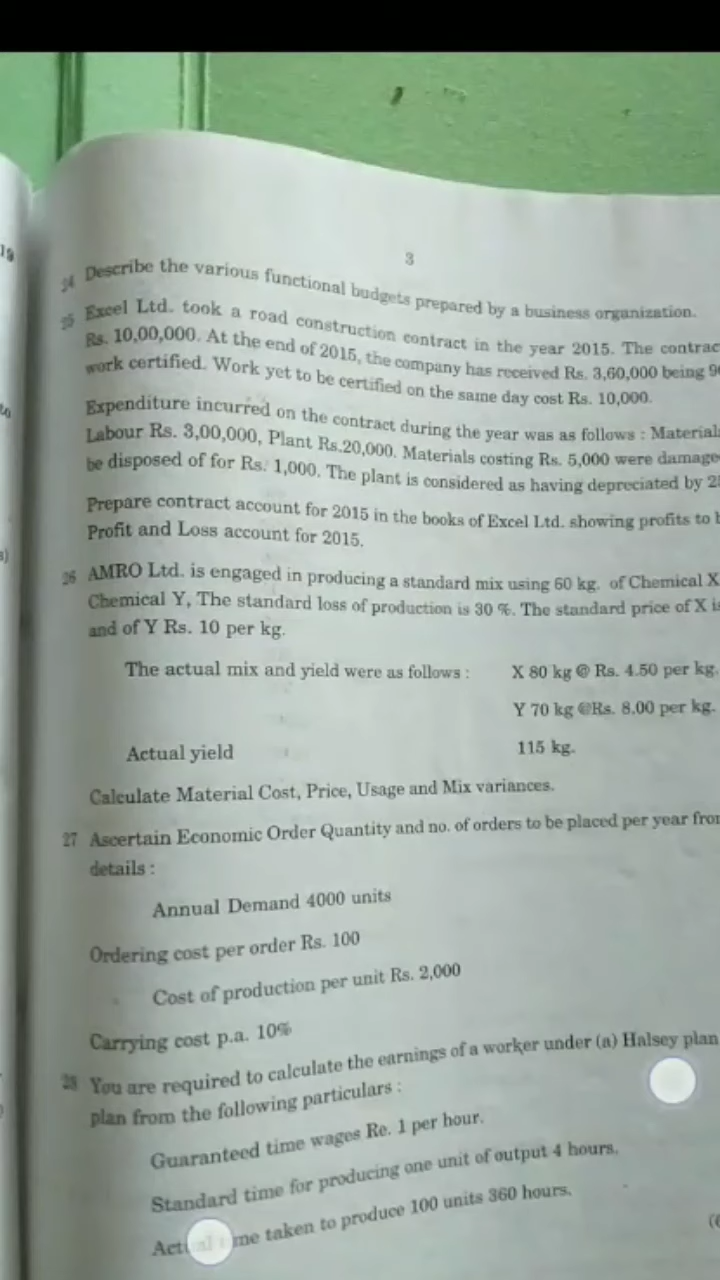 3
24 Describe the various functional budgets prepared by a business organization.
25 Excel Ltd. took a road construction contract in the year 2015. The contrac
Rs. 10,00,000. At the end of 2015, the company has received Rs. 3,60,000 being 9
work certified. Work yet to be certified on the same day cost Rs. 10,000.
Expenditure incurred on the contract during the year was as follows : Material
Labour Rs. 3,00,000, Plant Rs.20,000. Materials costing Rs. 5,000 were damage
be disposed of for Rs. 1,000. The plant is considered as having depreciated by 2
Prepare contract account for 2015 in the books of Excel Ltd. showing profits to
Profit and Loss account for 2015.
26 AMRO Ltd. is engaged in producing a standard mix using 60 kg. of Chemical X
Chemical Y, The standard loss of production is 30 %. The standard price of X is
and of Y Rs. 10 per kg.
The actual mix and yield were as follows : X 80 kg @ Rs. 4.50 per kg.
Y 70 kg @Rs. 8.00 per kg.
Actual yield 115 kg.
Calculate Material Cost, Price, Usage and Mix variances.
27 Ascertain Economic Order Quantity and no. of orders to be placed per year from
details :
Annual Demand 4000 units
Ordering cost per order Rs. 100
Cost of production per unit Rs. 2,000
Carrying cost p.a. 10%
28 You are required to calculate the earnings of a worker under (a) Halsey plan
plan from the following particulars :
Guaranteed time wages Re. 1 per hour.
Standard time for producing one unit of output 4 hours.
taken to produce 100 units 360 hours.